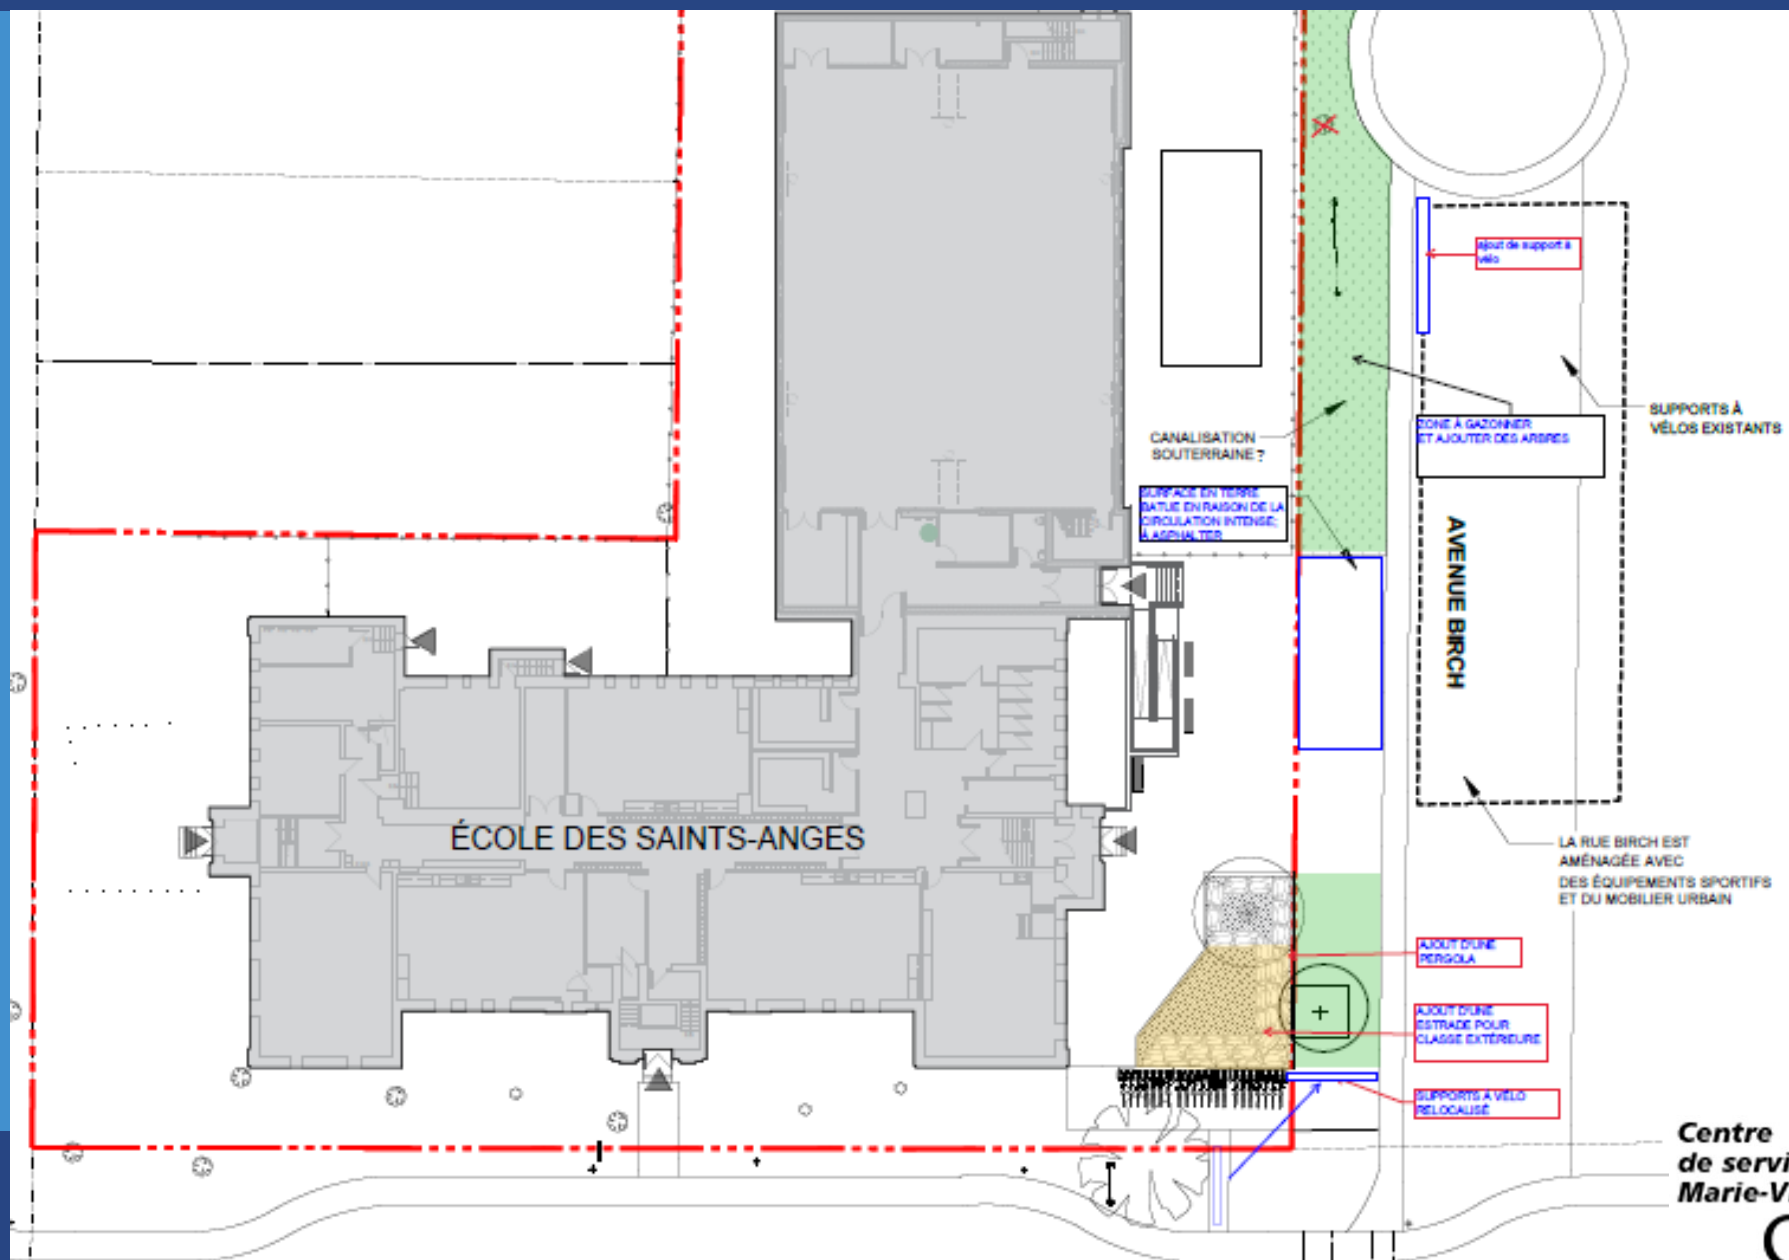 ajout de support à
vélo
SUPPORTS À
VÉLOS EXISTANTS
ZONE À GAZONNER
ET AJOUTER DES ARBRES
CANALISATION
SOUTERRAINE ?
SURFACE EN TERRE
BATUE EN RAISON DE LA
CIRCULATION INTENSE;
À ASPHALTER
AVENUE BIRCH
ÉCOLE DES SAINTS-ANGES
LA RUE BIRCH EST
AMÉNAGÉE AVEC
DES ÉQUIPEMENTS SPORTIFS
ET DU MOBILIER URBAIN
AJOUT D'UNE
PERGOLA
AJOUT D'UNE
ESTRADE POUR
CLASSE EXTÉRIEURE
SUPPORTS À VÉLO
RELOCALISÉ
Centre
de servi
Marie-V